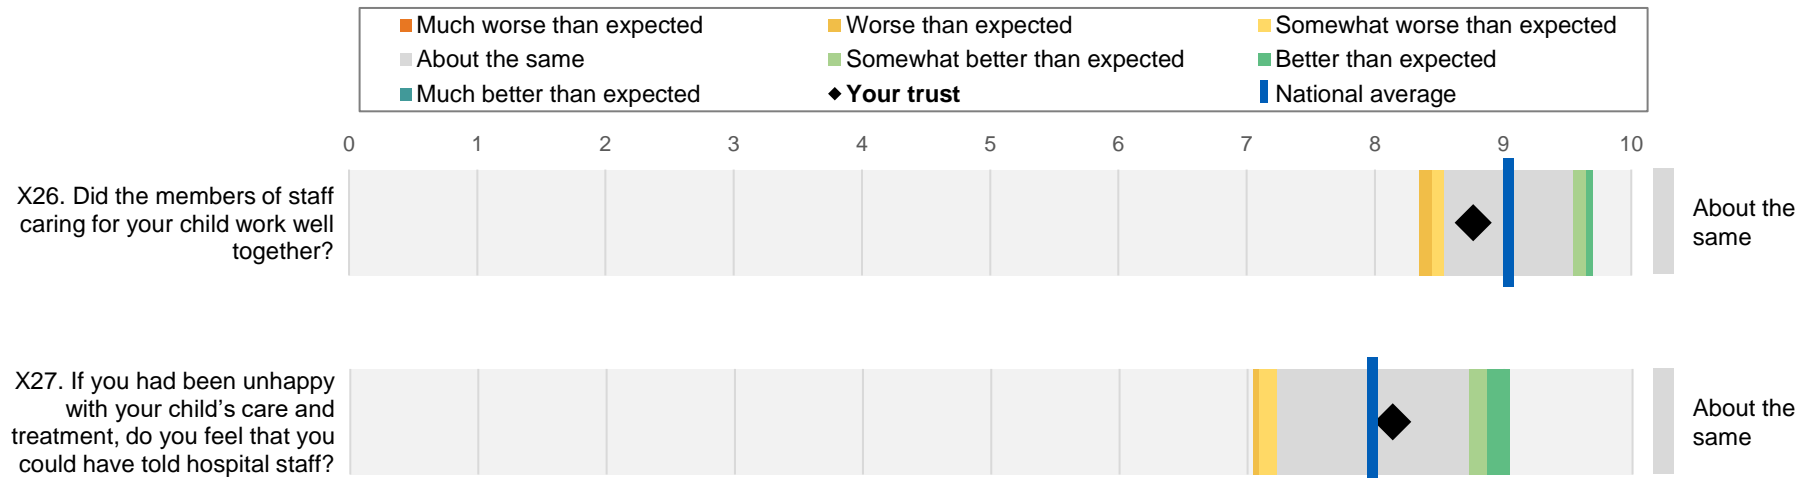 Much worse than expected Worse than expected Somewhat worse than expected
About the same Somewhat better than expected Better than expected
Much better than expected Your trust National average
0 1 2 3 4 5 6 7 8 9 10
X26. Did the members of staff
caring for your child work well
together?
About the
same
X27. If you had been unhappy
with your child’s care and
treatment, do you feel that you
could have told hospital staff?
About the
same